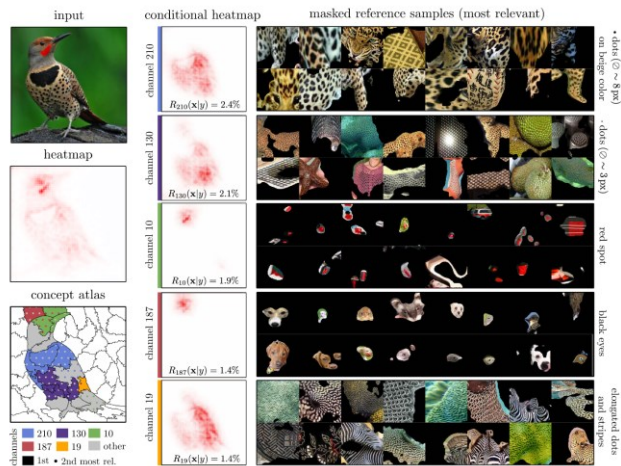 input
conditional heatmap
masked reference samples (most relevant)
channel 210
R₂₁₀(x|y) = 2.4%
• dots (∅ ~ 8 px)
on beige color
heatmap
channel 130
R₁₃₀(x|y) = 2.1%
· dots (∅ ~ 3 px)
channel 10
R₁₀(x|y) = 1.9%
red spot
concept atlas
channel 187
R₁₈₇(x|y) = 1.4%
black eyes
channel 19
R₁₉(x|y) = 1.4%
elongated dots
and stripes
channels
210 130 10
187 19 other
1st • 2nd most rel.